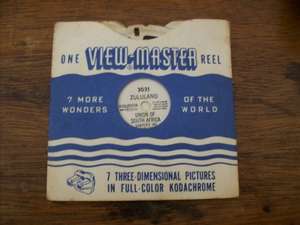 ONE VIEW-MASTER REEL
7 MORE WONDERS OF THE WORLD
3031
ZULULAND
UNION OF
SOUTH AFRICA
7 THREE-DIMENSIONAL PICTURES
IN FULL-COLOR KODACHROME